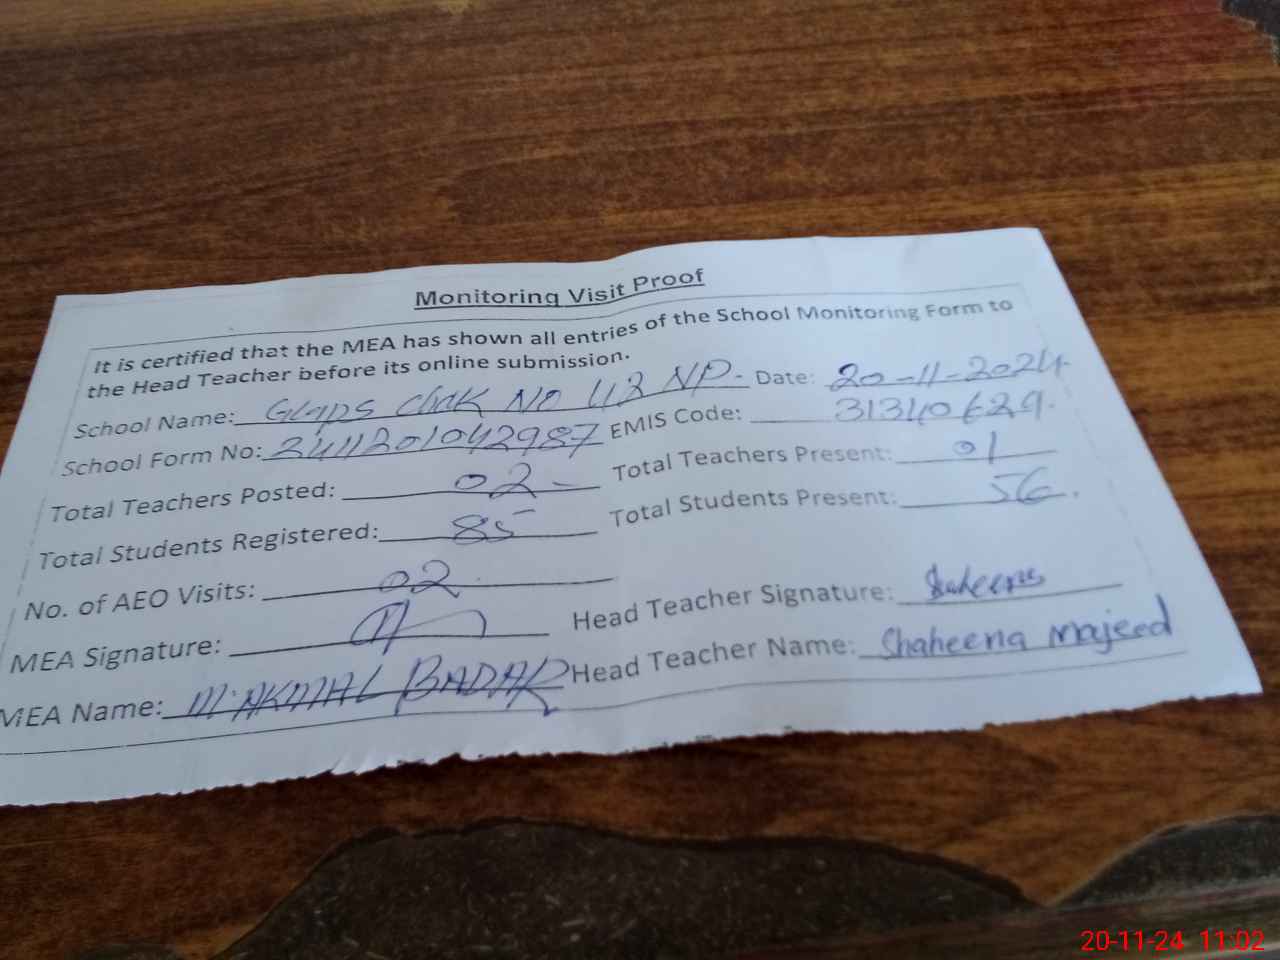 Monitoring Visit Proof
It is certified that the MEA has shown all entries of the School Monitoring Form to
the Head Teacher before its online submission.
School Name: GGPS Chak No 42 NP - Date: 20-11-2024
School Form No: 2411201042987 EMIS Code: 31340629
Total Teachers Posted: 02 Total Teachers Present: 01
Total Students Registered: 85 Total Students Present: 56
No. of AEO Visits: 02
MEA Signature: Head Teacher Signature: Shaheena
MEA Name: M. AKMAL BADAR Head Teacher Name: Shaheena Majeed
20-11-24 11:02